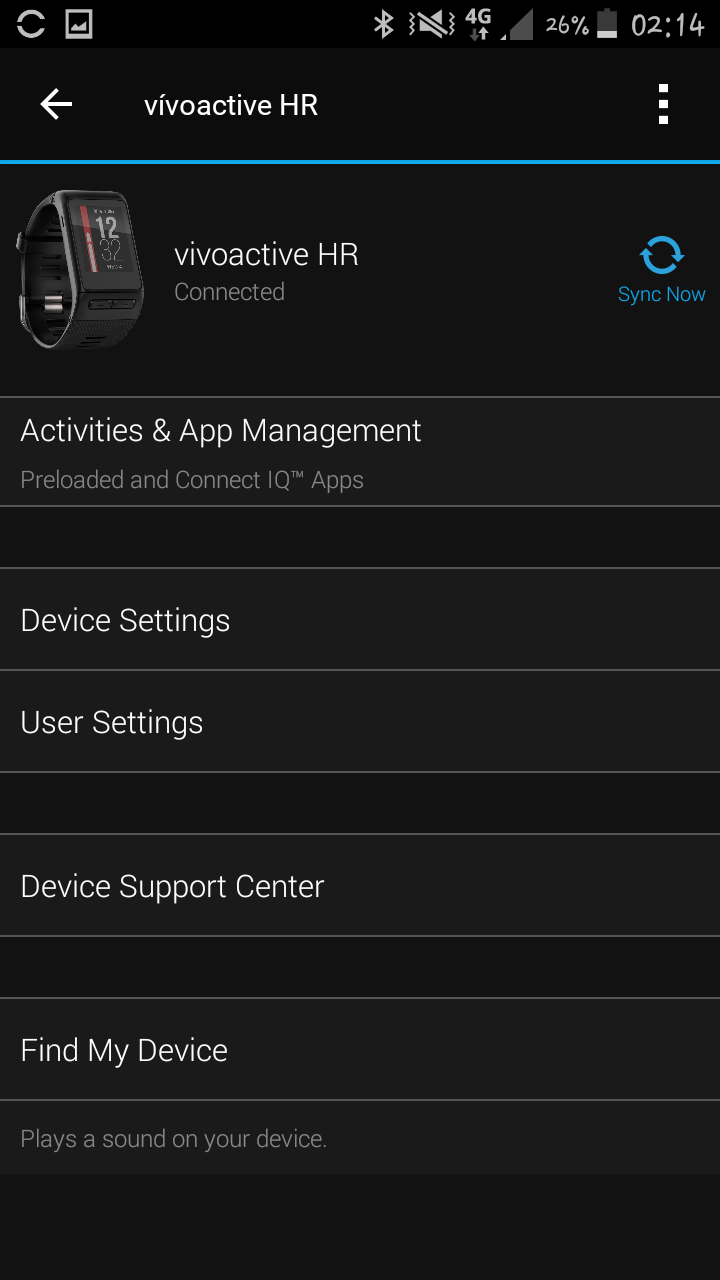 4G 26% 02:14
vívoactive HR
12
32
vivoactive HR
Connected
Sync Now
Activities & App Management
Preloaded and Connect IQ™ Apps
Device Settings
User Settings
Device Support Center
Find My Device
Plays a sound on your device.